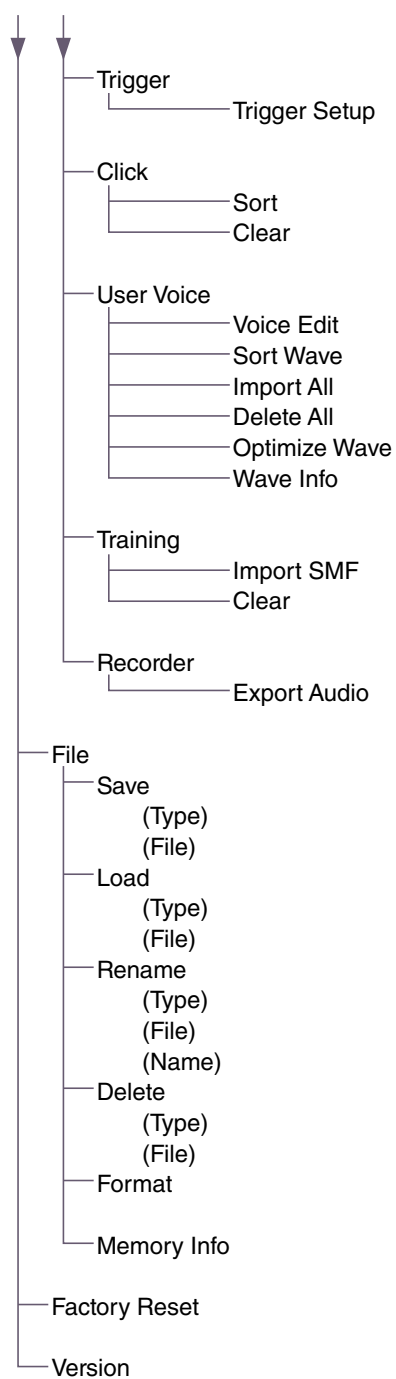 Trigger
Trigger Setup
Click
Sort
Clear
User Voice
Voice Edit
Sort Wave
Import All
Delete All
Optimize Wave
Wave Info
Training
Import SMF
Clear
Recorder
Export Audio
File
Save
(Type)
(File)
Load
(Type)
(File)
Rename
(Type)
(File)
(Name)
Delete
(Type)
(File)
Format
Memory Info
Factory Reset
Version